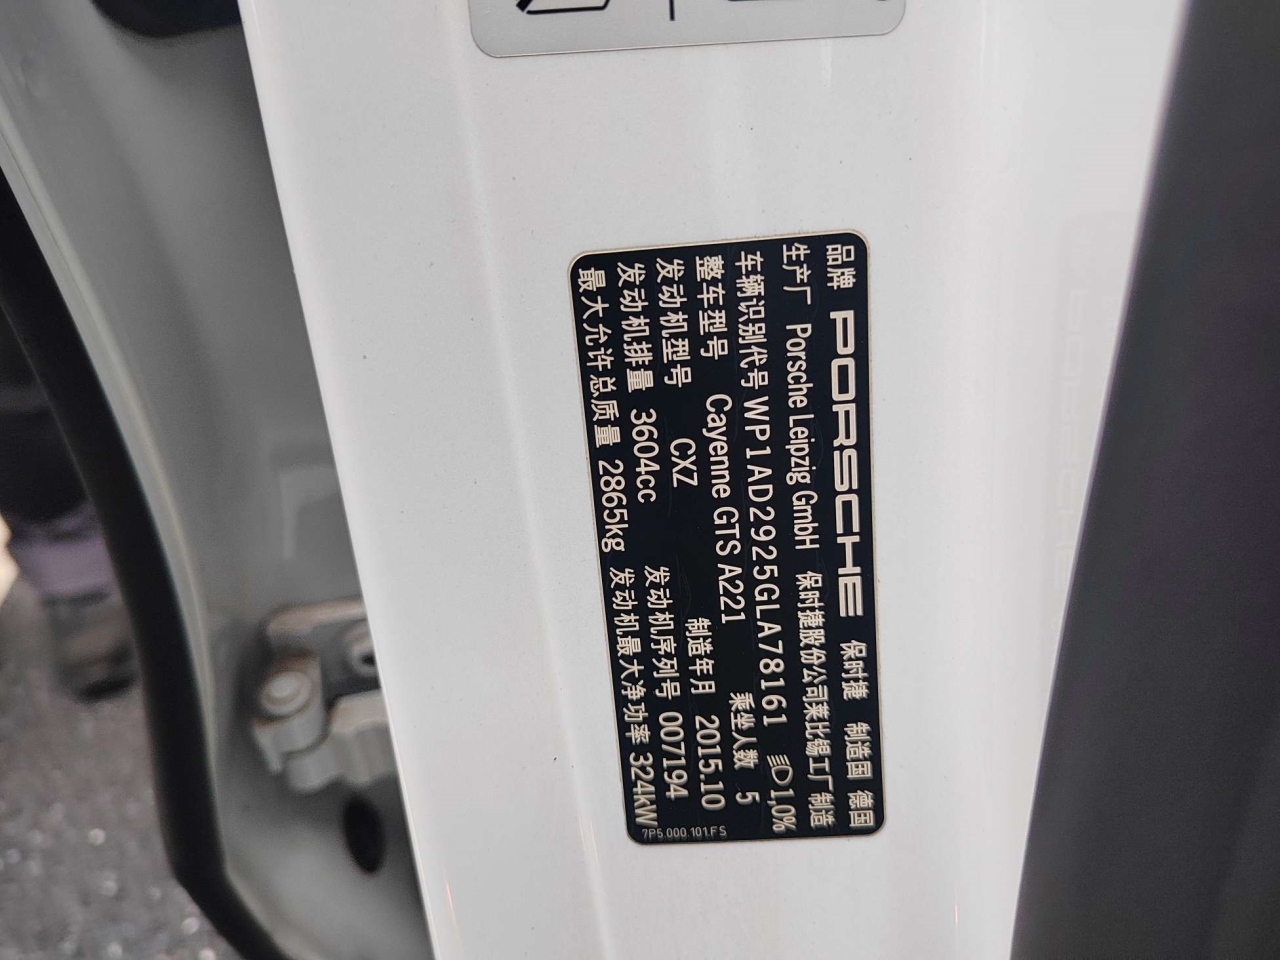 品牌 PORSCHE 保时捷 制造国 德国
生产厂 Porsche Leipzig GmbH 保时捷股份公司莱比锡工厂制造
车辆识别代号 WP1AD2925GLA78161 1,0%
整车型号 Cayenne GTS A221 乘坐人数 5
发动机型号 CXZ 制造年月 2015.10
发动机排量 3604cc 发动机序列号 007194
最大允许总质量 2865kg 发动机最大净功率 324kW
7P5.000.101.FS